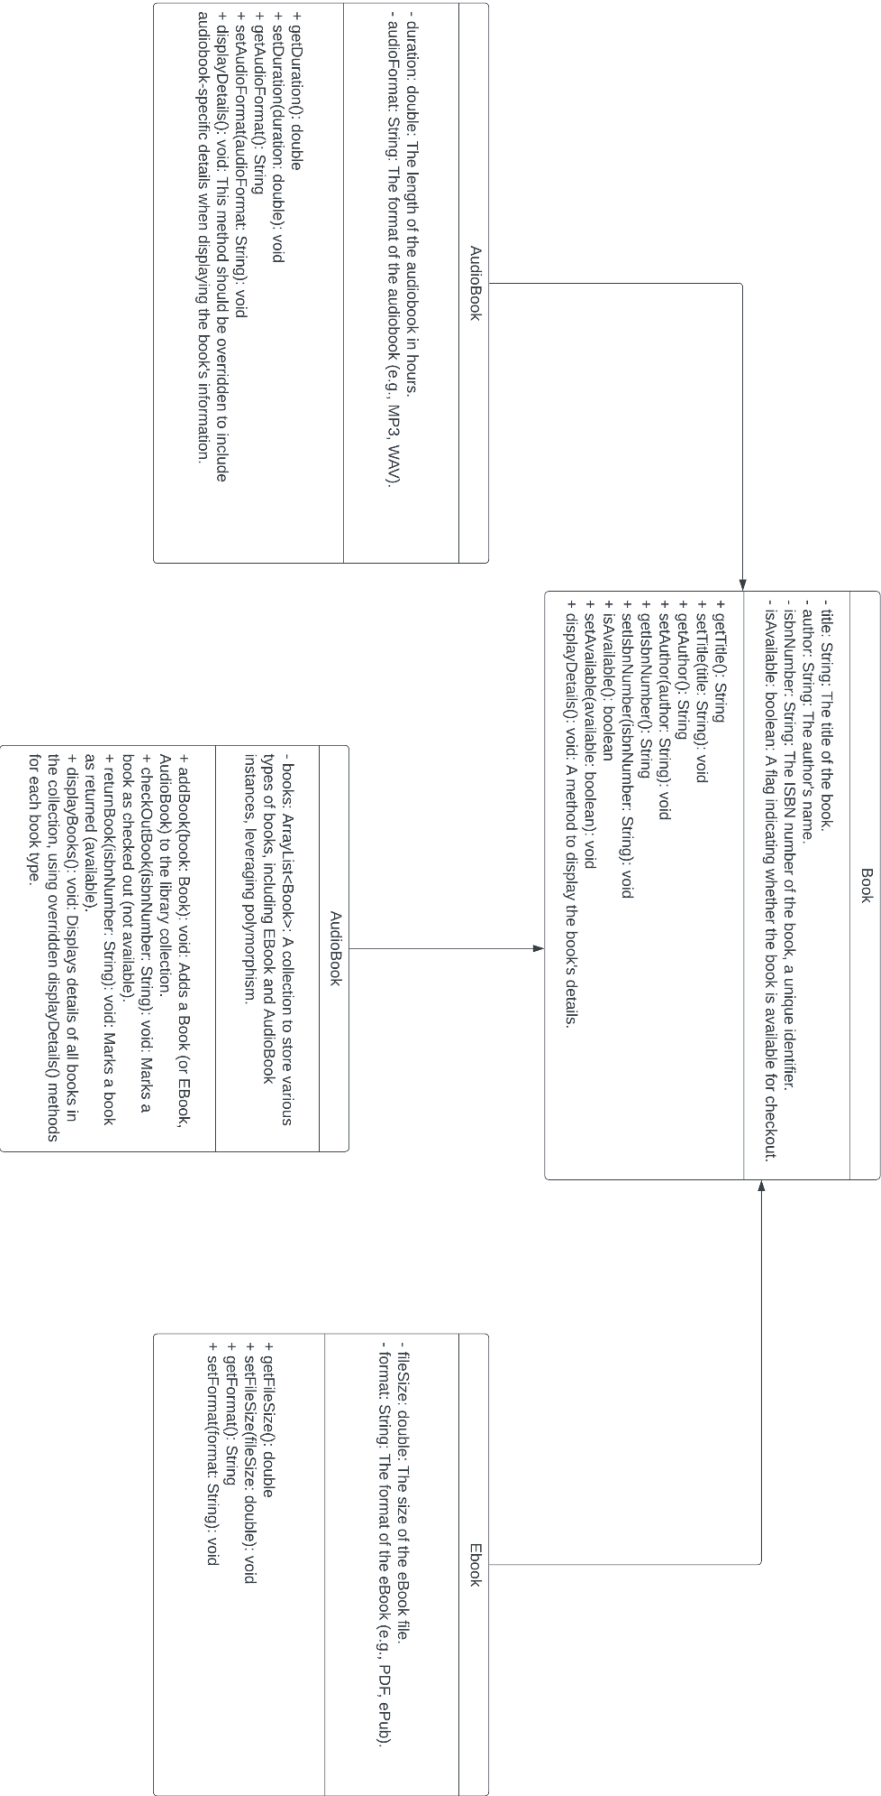 Book
- title: String: The title of the book.
- author: String: The author's name.
- isbnNumber: String: The ISBN number of the book, a unique identifier.
- isAvailable: boolean: A flag indicating whether the book is available for checkout.
+ getTitle(): String
+ setTitle(title: String): void
+ getAuthor(): String
+ setAuthor(author: String): void
+ getIsbnNumber(): String
+ setIsbnNumber(isbnNumber: String): void
+ isAvailable(): boolean
+ setAvailable(available: boolean): void
+ displayDetails(): void: A method to display the book's details.
AudioBook
- duration: double: The length of the audiobook in hours.
- audioFormat: String: The format of the audiobook (e.g., MP3, WAV).
+ getDuration(): double
+ setDuration(duration: double): void
+ getAudioFormat(): String
+ setAudioFormat(audioFormat: String): void
+ displayDetails(): void: This method should be overridden to include
audiobook-specific details when displaying the book's information.
AudioBook
- books: ArrayList<Book>: A collection to store various
types of books, including EBook and AudioBook
instances, leveraging polymorphism.
+ addBook(book: Book): void: Adds a Book (or EBook,
AudioBook) to the library collection.
+ checkOutBook(isbnNumber: String): void: Marks a
book as checked out (not available).
+ returnBook(isbnNumber: String): void: Marks a book
as returned (available).
+ displayBooks(): void: Displays details of all books in
the collection, using overridden displayDetails() methods
for each book type.
Ebook
- fileSize: double: The size of the eBook file.
- format: String: The format of the eBook (e.g., PDF, ePub).
+ getFileSize(): double
+ setFileSize(fileSize: double): void
+ getFormat(): String
+ setFormat(format: String): void